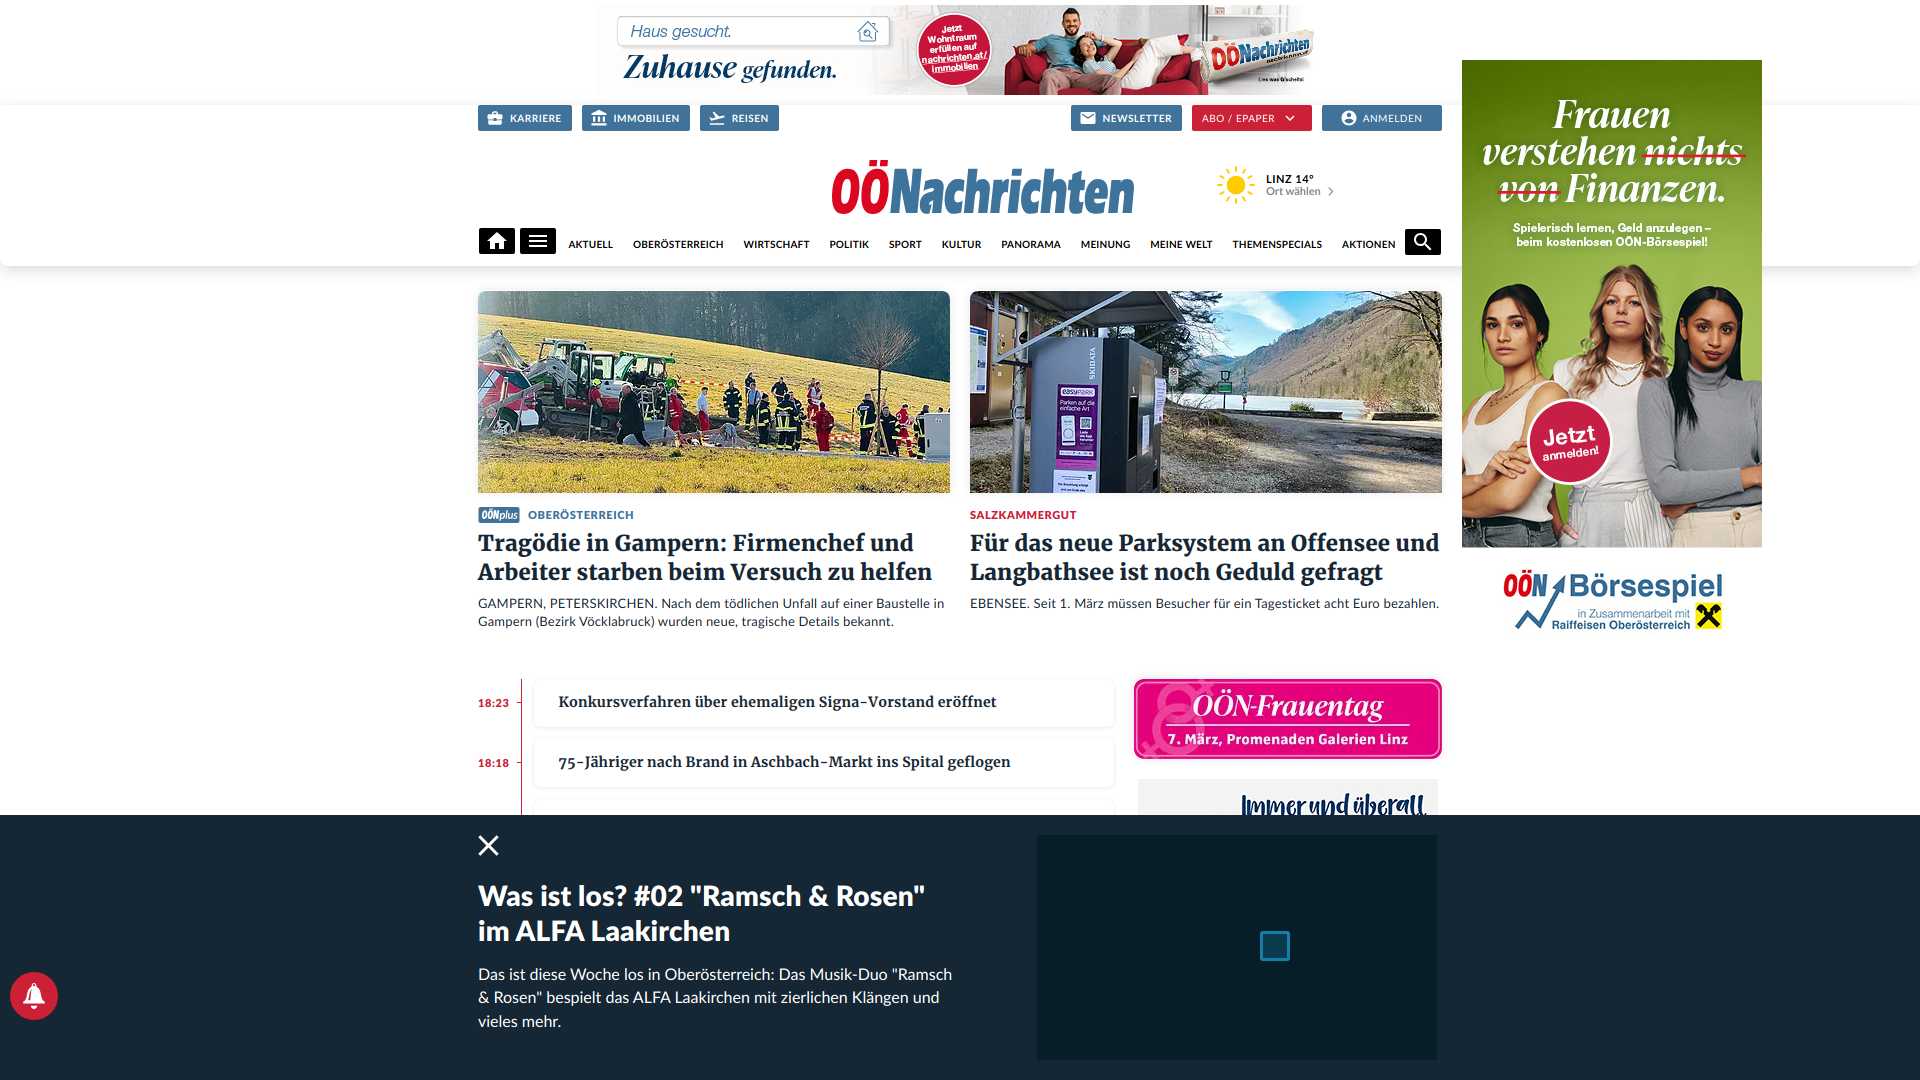 Haus gesucht.
Zuhause gefunden.
Jetzt
Wohntraum
erfüllen auf
nachrichten.at/
immobilien
OÖNachrichten
KARRIERE
IMMOBILIEN
REISEN
NEWSLETTER
ABO / EPAPER
ANMELDEN
OÖNachrichten
LINZ 14°
Ort wählen
AKTUELL
OBERÖSTERREICH
WIRTSCHAFT
POLITIK
SPORT
KULTUR
PANORAMA
MEINUNG
MEINE WELT
THEMENSPECIALS
AKTIONEN
Frauen
verstehen nichts
von Finanzen.
Spielerisch lernen, Geld anzulegen –
beim kostenlosen OÖN-Börsespiel!
Jetzt
anmelden!
OÖN Börsespiel
in Zusammenarbeit mit
Raiffeisen Oberösterreich
SKIDATA
easypark
Parken auf die
einfache Art
OÖNplus OBERÖSTERREICH
Tragödie in Gampern: Firmenchef und
Arbeiter starben beim Versuch zu helfen
GAMPERN, PETERSKIRCHEN. Nach dem tödlichen Unfall auf einer Baustelle in
Gampern (Bezirk Vöcklabruck) wurden neue, tragische Details bekannt.
SALZKAMMERGUT
Für das neue Parksystem an Offensee und
Langbathsee ist noch Geduld gefragt
EBENSEE. Seit 1. März müssen Besucher für ein Tagesticket acht Euro bezahlen.
18:23
Konkursverfahren über ehemaligen Signa-Vorstand eröffnet
18:18
75-Jähriger nach Brand in Aschbach-Markt ins Spital geflogen
OÖN-Frauentag
7. März, Promenaden Galerien Linz
Immer und überall
Was ist los? #02 "Ramsch & Rosen"
im ALFA Laakirchen
Das ist diese Woche los in Oberösterreich: Das Musik-Duo "Ramsch
& Rosen" bespielt das ALFA Laakirchen mit zierlichen Klängen und
vieles mehr.